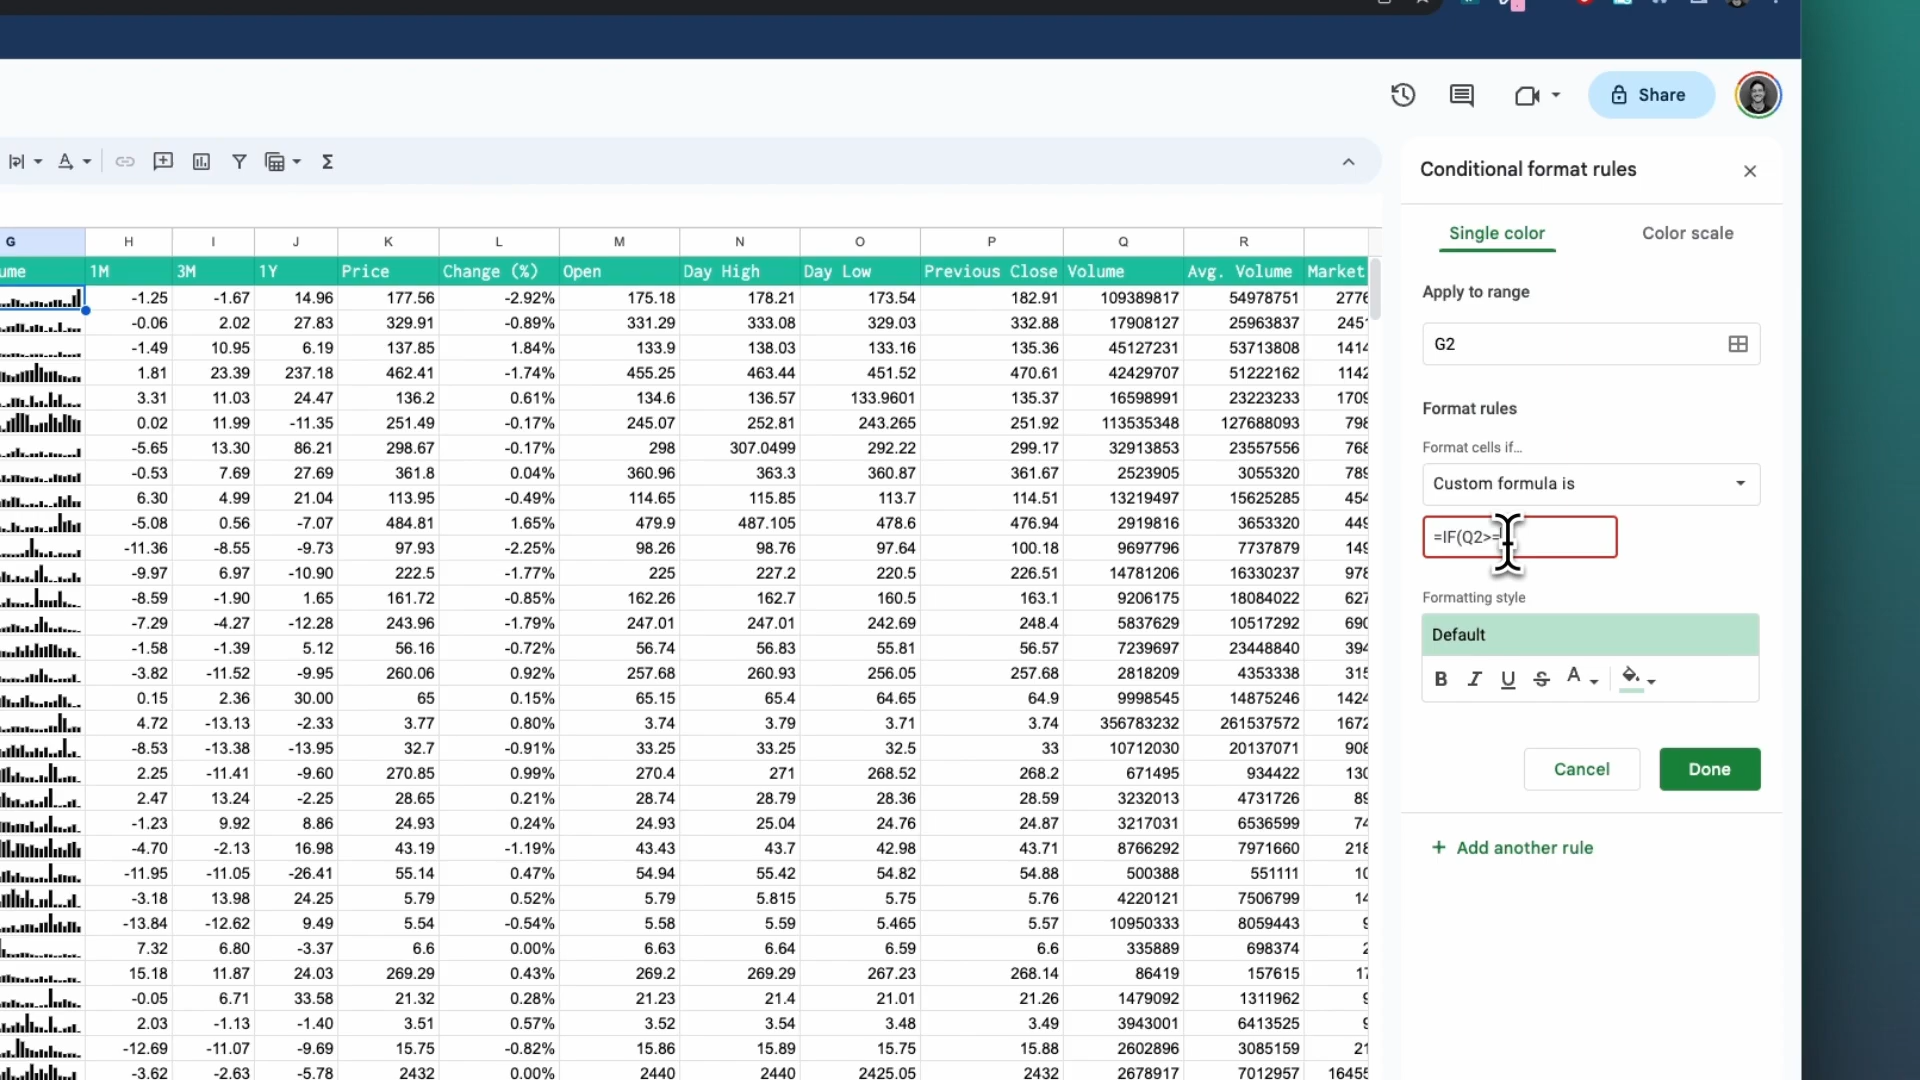 Share
Conditional format rules
Single color
Color scale
Apply to range
G2
Format rules
Format cells if…
Custom formula is
=IF(Q2>=
Formatting style
Default
B I U S A
Cancel
Done
+ Add another rule
G H I J K L M N O P Q R
ume 1M 3M 1Y Price Change (%) Open Day High Day Low Previous Close Volume Avg. Volume Market
-1.25 -1.67 14.96 177.56 -2.92% 175.18 178.21 173.54 182.91 109389817 54978751 2776
-0.06 2.02 27.83 329.91 -0.89% 331.29 333.08 329.03 332.88 17908127 25963837 245
-1.49 10.95 6.19 137.85 1.84% 133.9 138.03 133.16 135.36 45127231 53713808 1414
1.81 23.39 237.18 462.41 -1.74% 455.25 463.44 451.52 470.61 42429707 51222162 1142
3.31 11.03 24.47 136.2 0.61% 134.6 136.57 133.9601 135.37 16598991 23223233 1709
0.02 11.99 -11.35 251.49 -0.17% 245.07 252.81 243.265 251.92 113535348 127688093 798
-5.65 13.30 86.21 298.67 -0.17% 298 307.0499 292.22 299.17 32913853 23557556 768
-0.53 7.69 27.69 361.8 0.04% 360.96 363.3 360.87 361.67 2523905 3055320 789
6.30 4.99 21.04 113.95 -0.49% 114.65 115.85 113.7 114.51 13219497 15625285 454
-5.08 0.56 -7.07 484.81 1.65% 479.9 487.105 478.6 476.94 2919816 3653320 449
-11.36 -8.55 -9.73 97.93 -2.25% 98.26 98.76 97.64 100.18 9697796 7737879 149
-9.97 6.97 -10.90 222.5 -1.77% 225 227.2 220.5 226.51 14781206 16330237 978
-8.59 -1.90 1.65 161.72 -0.85% 162.26 162.7 160.5 163.1 9206175 18084022 627
-7.29 -4.27 -12.28 243.96 -1.79% 247.01 247.01 242.69 248.4 5837629 10517292 690
-1.58 -1.39 5.12 56.16 -0.72% 56.74 56.83 55.81 56.57 7239697 23448840 394
-3.82 -11.52 -9.95 260.06 0.92% 257.68 260.93 256.05 257.68 2818209 4353338 315
0.15 2.36 30.00 65 0.15% 65.15 65.4 64.65 64.9 9998545 14875246 1424
4.72 -13.13 -2.33 3.77 0.80% 3.74 3.79 3.71 3.74 356783232 261537572 1672
-8.53 -13.38 -13.95 32.7 -0.91% 33.25 33.25 32.5 33 10712030 20137071 908
2.25 -11.41 -9.60 270.85 0.99% 270.4 271 268.52 268.2 671495 934422 130
2.47 13.24 -2.25 28.65 0.21% 28.74 28.79 28.36 28.59 3232013 4731726 89
-1.23 9.92 8.86 24.93 0.24% 24.93 25.04 24.76 24.87 3217031 6536599 74
-4.70 -2.13 16.98 43.19 -1.19% 43.43 43.7 42.98 43.71 8766292 7971660 218
-11.95 -11.05 -26.41 55.14 0.47% 54.94 55.42 54.82 54.88 500388 551111 10
-3.18 13.98 24.25 5.79 0.52% 5.79 5.815 5.75 5.76 4220121 7506799 14
-13.84 -12.62 9.49 5.54 -0.54% 5.58 5.59 5.465 5.57 10950333 8059443
7.32 6.80 -3.37 6.6 0.00% 6.63 6.64 6.59 6.6 335889 698374 2
15.18 11.87 24.03 269.29 0.43% 269.2 269.29 267.23 268.14 86419 157615 17
-0.05 6.71 33.58 21.32 0.28% 21.23 21.4 21.01 21.26 1479092 1311962
2.03 -1.13 -1.40 3.51 0.57% 3.52 3.54 3.48 3.49 3943001 6413525
-12.69 -11.07 -9.69 15.75 -0.82% 15.86 15.89 15.75 15.88 2602896 3085159 21
-3.62 -2.63 -5.78 2432 0.00% 2440 2440 2425.05 2432 2678917 7012957 16455